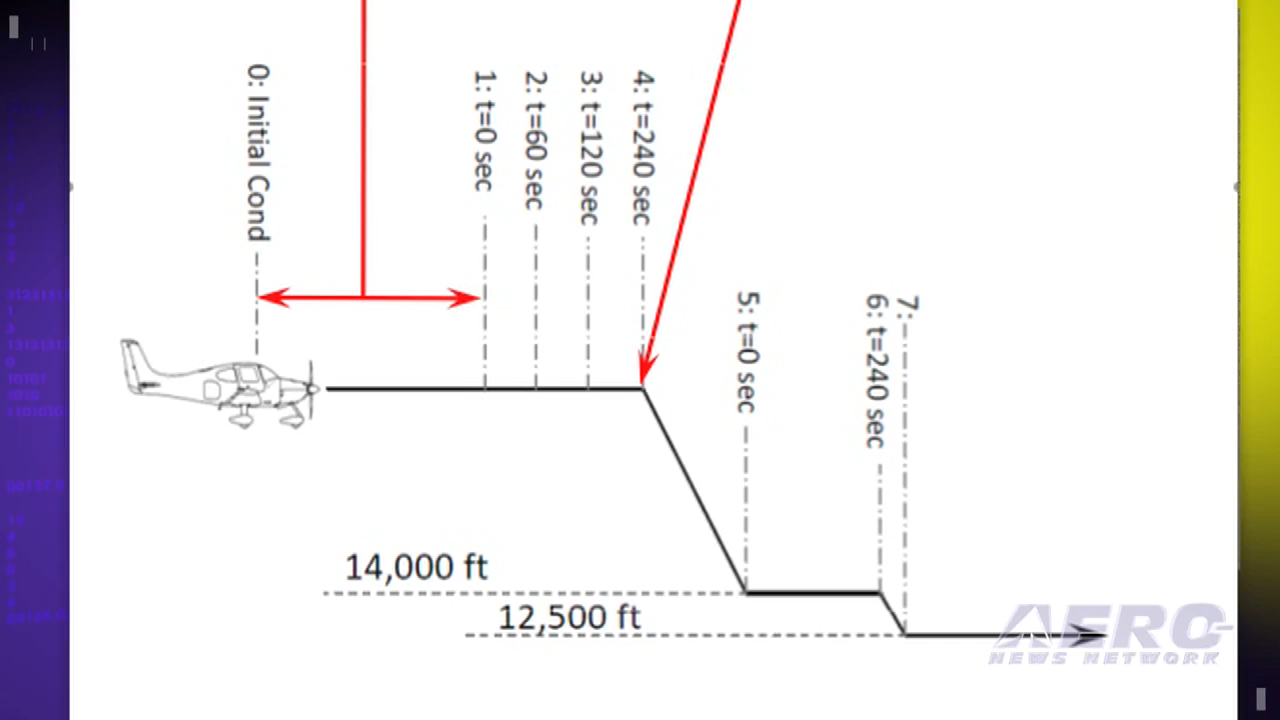 0: Initial Cond
1: t=0 sec
2: t=60 sec
3: t=120 sec
4: t=240 sec
5: t=0 sec
6: t=240 sec
7:
14,000 ft
12,500 ft
AERO
NEWS NETWORK